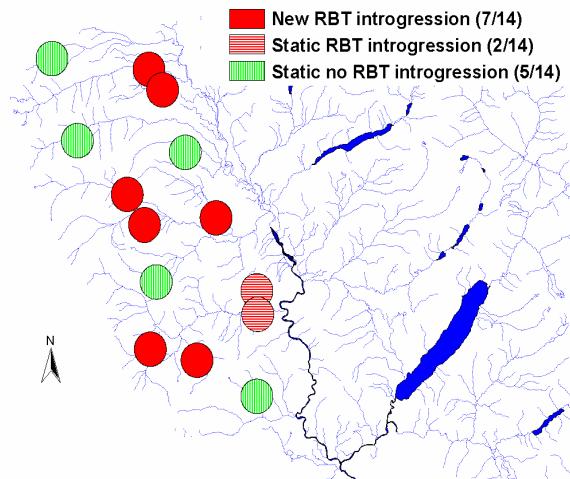 New RBT introgression (7/14)
Static RBT introgression (2/14)
Static no RBT introgression (5/14)
N